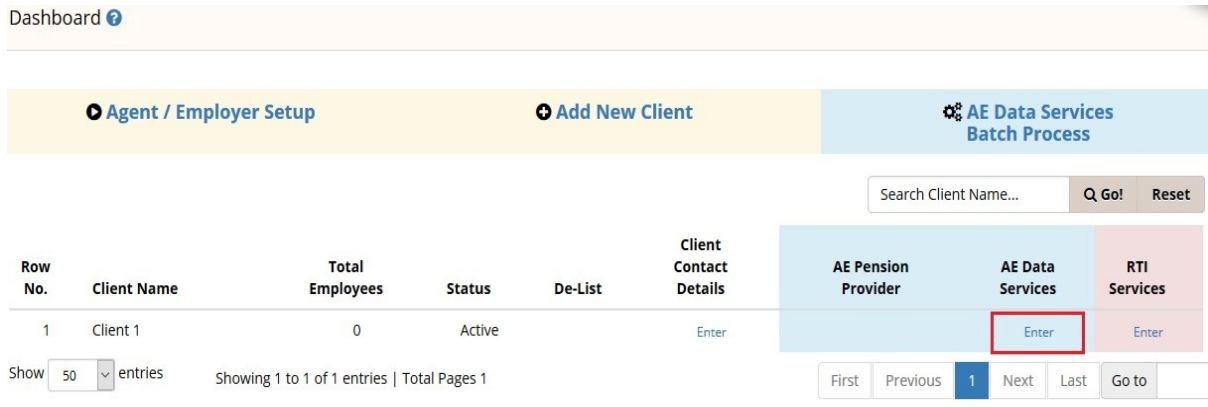 Dashboard ?
Agent / Employer Setup
Add New Client
AE Data Services
Batch Process
Search Client Name...
Go!
Reset
Row No.
Client Name
Total Employees
Status
De-List
Client Contact Details
AE Pension Provider
AE Data Services
RTI Services
1 Client 1 0 Active Enter Enter Enter
Show 50 entries
Showing 1 to 1 of 1 entries | Total Pages 1
First Previous 1 Next Last Go to